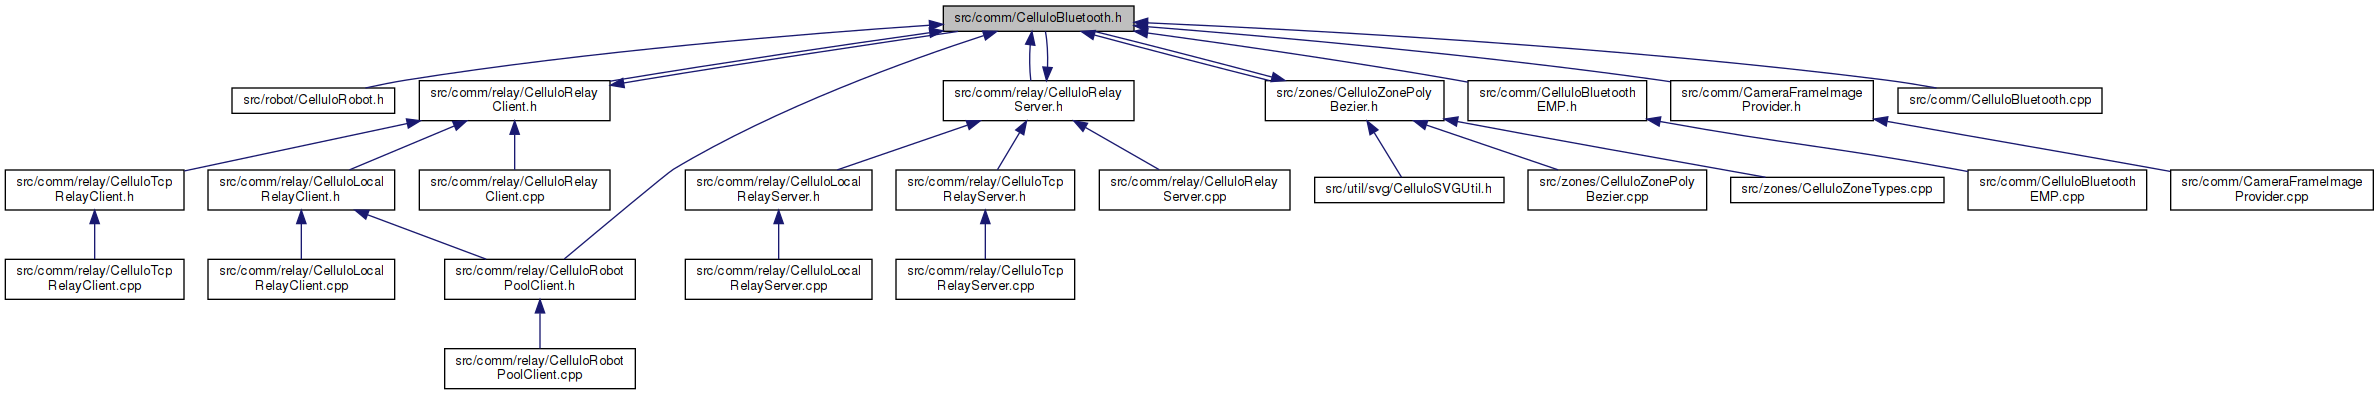 src/comm/CelluloBluetooth.h
src/robot/CelluloRobot.h
src/comm/relay/CelluloRelay
Client.h
src/comm/relay/CelluloRelay
Server.h
src/zones/CelluloZonePoly
Bezier.h
src/comm/CelluloBluetooth
EMP.h
src/comm/CameraFrameImage
Provider.h
src/comm/CelluloBluetooth.cpp
src/comm/relay/CelluloTcp
RelayClient.h
src/comm/relay/CelluloLocal
RelayClient.h
src/comm/relay/CelluloRelay
Client.cpp
src/comm/relay/CelluloLocal
RelayServer.h
src/comm/relay/CelluloTcp
RelayServer.h
src/comm/relay/CelluloRelay
Server.cpp
src/util/svg/CelluloSVGUtil.h
src/zones/CelluloZonePoly
Bezier.cpp
src/zones/CelluloZoneTypes.cpp
src/comm/CelluloBluetooth
EMP.cpp
src/comm/CameraFrameImage
Provider.cpp
src/comm/relay/CelluloTcp
RelayClient.cpp
src/comm/relay/CelluloLocal
RelayClient.cpp
src/comm/relay/CelluloRobot
PoolClient.h
src/comm/relay/CelluloLocal
RelayServer.cpp
src/comm/relay/CelluloTcp
RelayServer.cpp
src/comm/relay/CelluloRobot
PoolClient.cpp